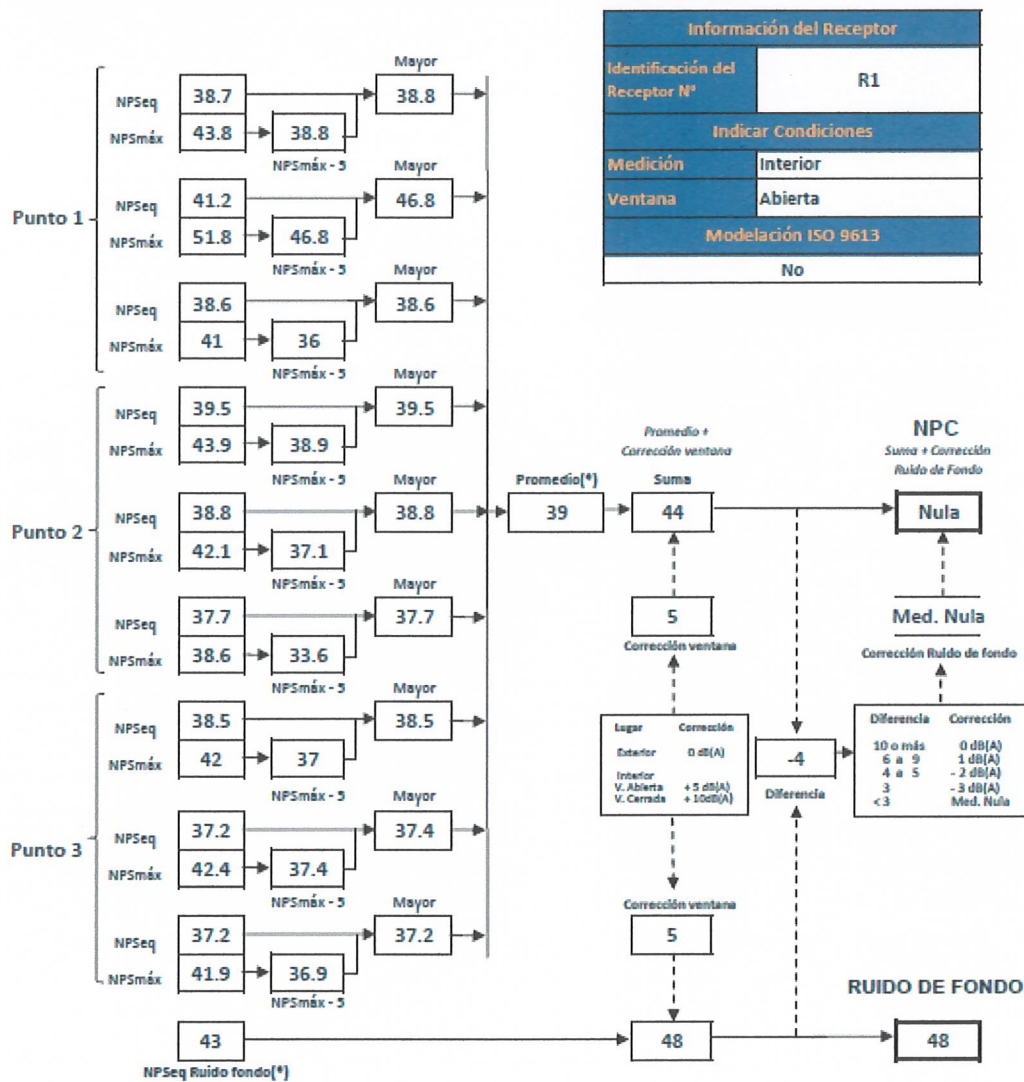 Información del Receptor
Identificación del Receptor Nº
R1
Indicar Condiciones
Medición Interior
Ventana Abierta
Modelación ISO 9613
No
Punto 1
Mayor
NPSeq 38.7 38.8
NPSmáx 43.8 38.8
NPSmáx - 5
Mayor
NPSeq 41.2 46.8
NPSmáx 51.8 46.8
NPSmáx - 5
Mayor
NPSeq 38.6 38.6
NPSmáx 41 36
NPSmáx - 5
Punto 2
Mayor
NPSeq 39.5 39.5
NPSmáx 43.9 38.9
NPSmáx - 5
Mayor
NPSeq 38.8 38.8
NPSmáx 42.1 37.1
NPSmáx - 5
Mayor
NPSeq 37.7 37.7
NPSmáx 38.6 33.6
NPSmáx - 5
Punto 3
Mayor
NPSeq 38.5 38.5
NPSmáx 42 37
NPSmáx - 5
Mayor
NPSeq 37.2 37.4
NPSmáx 42.4 37.4
NPSmáx - 5
Mayor
NPSeq 37.2 37.2
NPSmáx 41.9 36.9
NPSmáx - 5
43
NPSeq Ruido fondo(*)
Promedio(*)
39
Promedio +
Corrección ventana
Suma
44
5
Corrección ventana
Lugar Corrección
Exterior 0 dB(A)
Interior
V. Abierta + 5 dB(A)
V. Cerrada + 10dB(A)
Corrección ventana
5
48
-4
Diferencia
NPC
Suma + Corrección
Ruido de Fondo
Nula
Med. Nula
Corrección Ruido de fondo
Diferencia Corrección
10 o más 0 dB(A)
6 a 9 1 dB(A)
4 a 5 - 2 dB(A)
3 - 3 dB(A)
< 3 Med. Nula
RUIDO DE FONDO
48